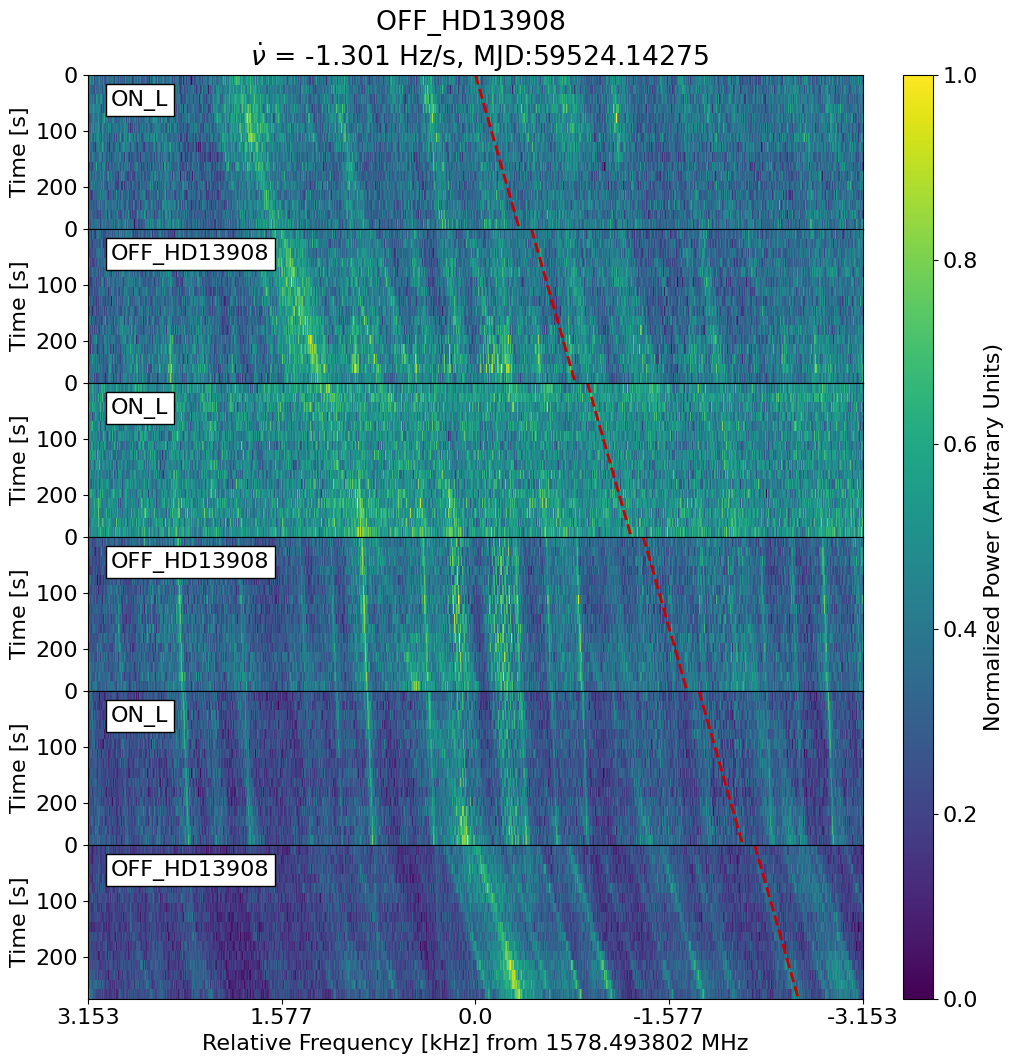 OFF_HD13908
ν̇ = -1.301 Hz/s, MJD:59524.14275
ON_L
OFF_HD13908
ON_L
OFF_HD13908
ON_L
OFF_HD13908
Time [s]
0
100
200
Time [s]
0
100
200
Time [s]
0
100
200
Time [s]
0
100
200
Time [s]
0
100
200
Time [s]
0
100
200
3.153 1.577 0.0 -1.577 -3.153
Relative Frequency [kHz] from 1578.493802 MHz
1.0
0.8
0.6
0.4
0.2
0.0
Normalized Power (Arbitrary Units)